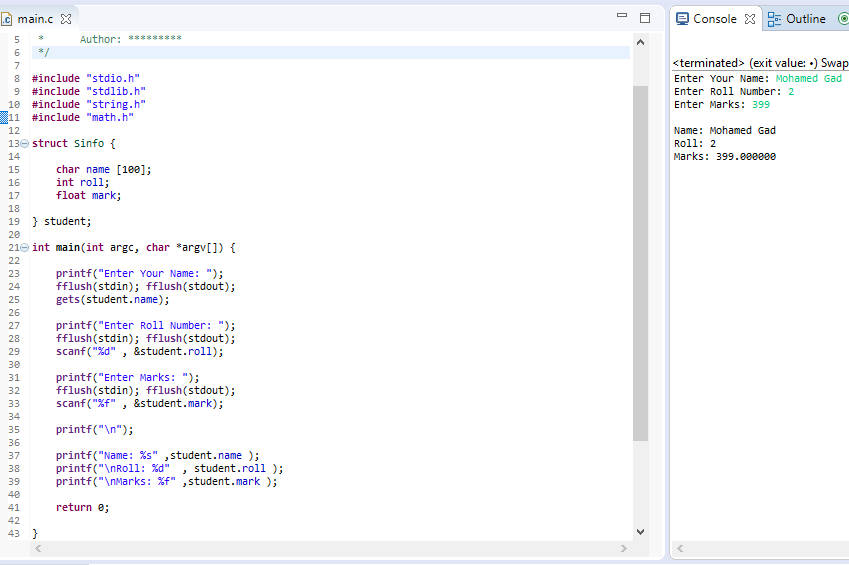 main.c
5 *      Author: *********
6 */
7
8 #include "stdio.h"
9 #include "stdlib.h"
10 #include "string.h"
11 #include "math.h"
12
13 struct Sinfo {
14
15     char name [100];
16     int roll;
17     float mark;
18
19 } student;
20
21 int main(int argc, char *argv[]) {
22
23     printf("Enter Your Name: ");
24     fflush(stdin); fflush(stdout);
25     gets(student.name);
26
27     printf("Enter Roll Number: ");
28     fflush(stdin); fflush(stdout);
29     scanf("%d" , &student.roll);
30
31     printf("Enter Marks: ");
32     fflush(stdin); fflush(stdout);
33     scanf("%f" , &student.mark);
34
35     printf("\n");
36
37     printf("Name: %s" ,student.name );
38     printf("\nRoll: %d"  , student.roll );
39     printf("\nMarks: %f" ,student.mark );
40
41     return 0;
42
43 }
Console Outline
<terminated> (exit value: •) Swap
Enter Your Name: Mohamed Gad
Enter Roll Number: 2
Enter Marks: 399

Name: Mohamed Gad
Roll: 2
Marks: 399.000000